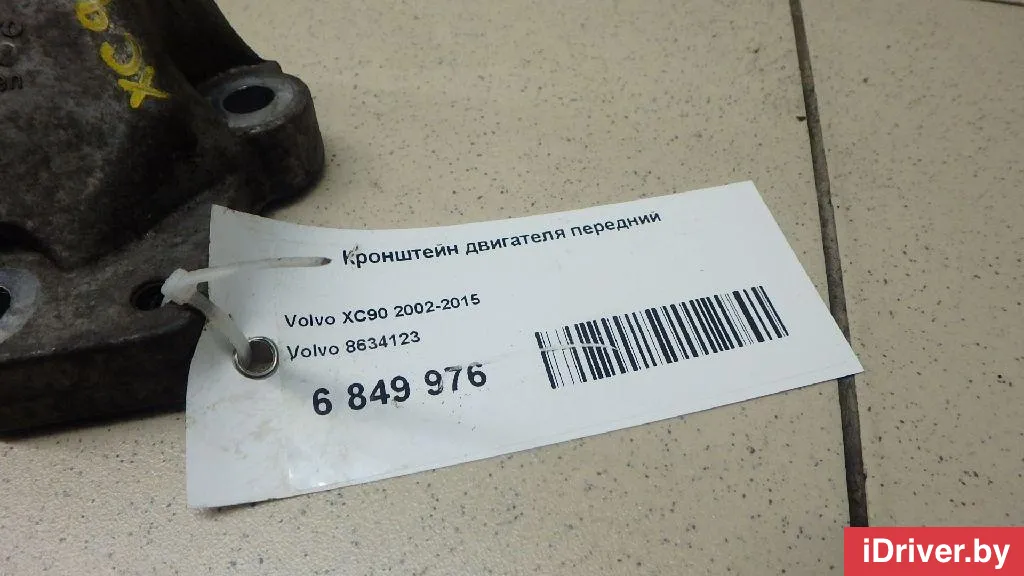 Кронштейн двигателя передний
Volvo XC90 2002-2015
Volvo 8634123
6 849 976
iDriver.by